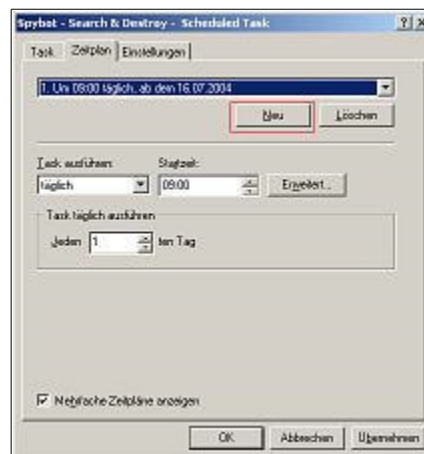 Spybot - Search & Destroy - Scheduled Task
Task Zeitplan Einstellungen
1. Um 09:00 täglich, ab dem 16.07.2004
Neu Löschen
Task ausführen: Startzeit:
täglich 09:00 Erweitert...
Task täglich ausführen
Jeden 1 ten Tag
Mehrfache Zeitpläne anzeigen
OK Abbrechen Übernehmen